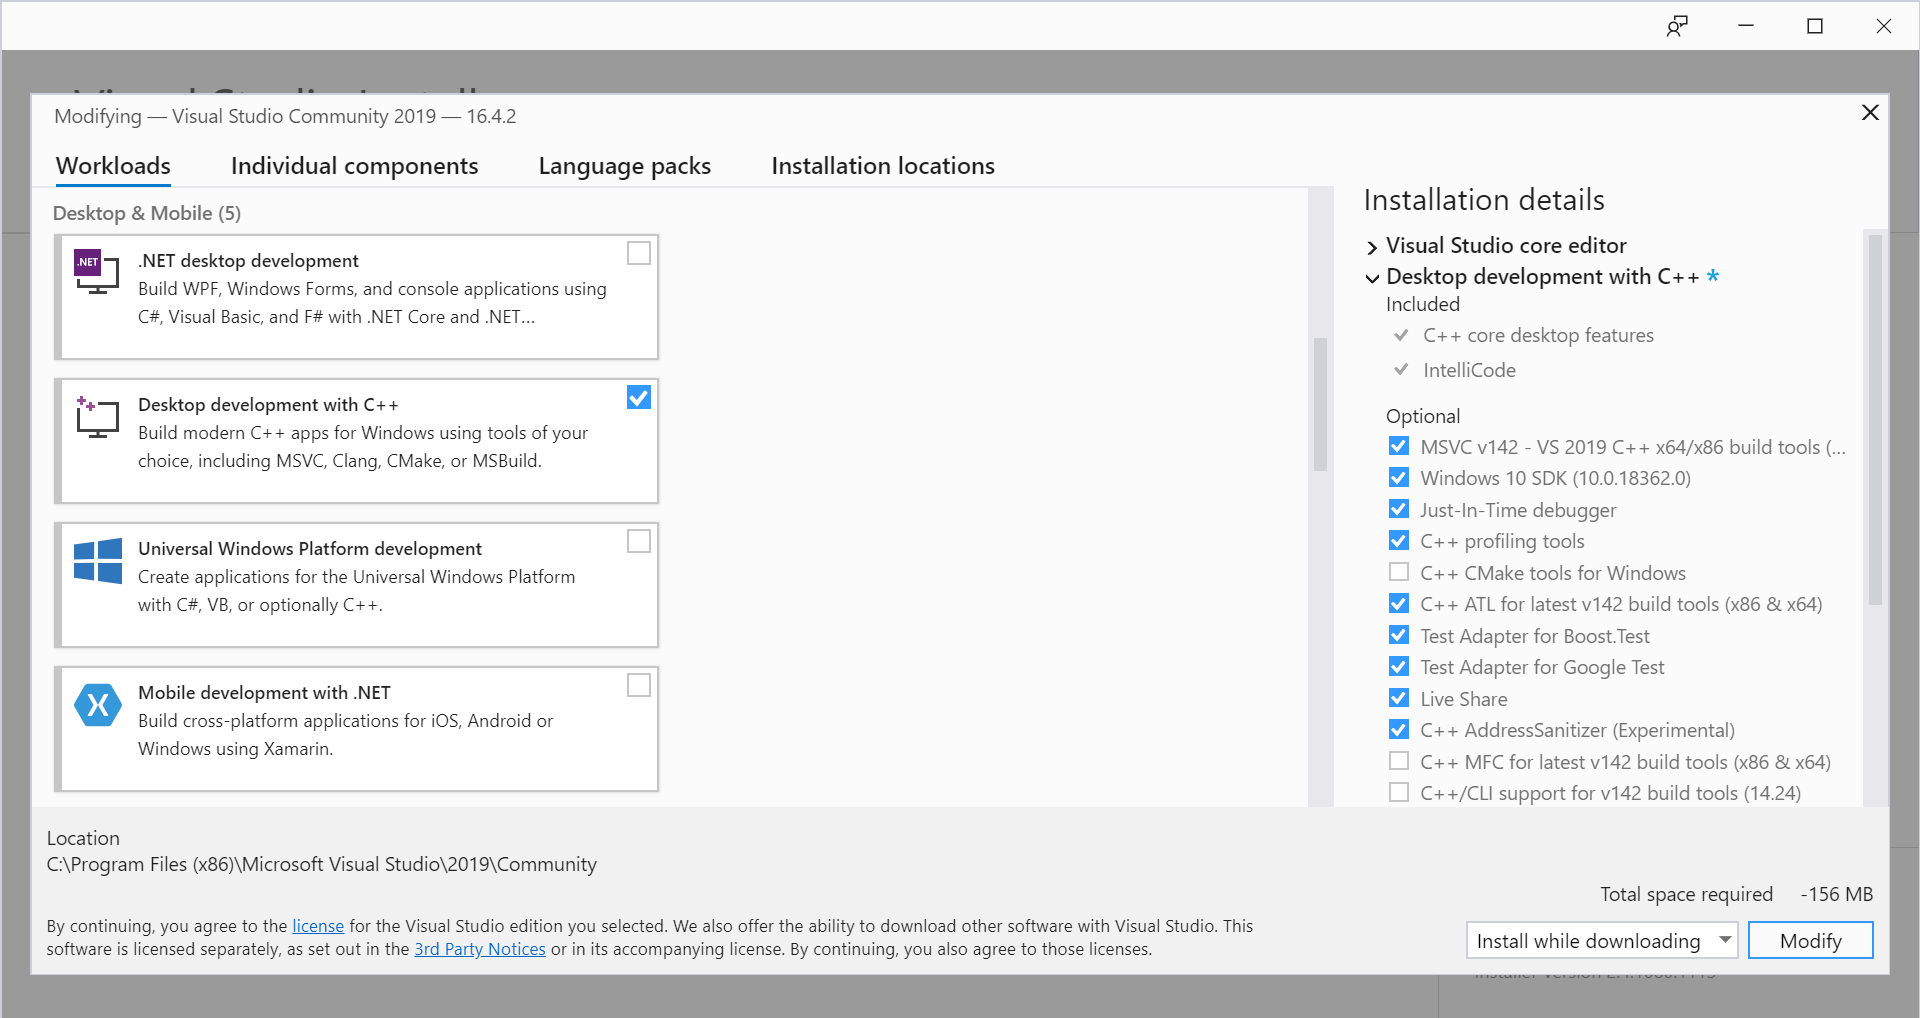 Modifying — Visual Studio Community 2019 — 16.4.2
Workloads
Individual components
Language packs
Installation locations
Desktop & Mobile (5)
.NET
.NET desktop development
Build WPF, Windows Forms, and console applications using
C#, Visual Basic, and F# with .NET Core and .NET...
Desktop development with C++
Build modern C++ apps for Windows using tools of your
choice, including MSVC, Clang, CMake, or MSBuild.
Universal Windows Platform development
Create applications for the Universal Windows Platform
with C#, VB, or optionally C++.
Mobile development with .NET
Build cross-platform applications for iOS, Android or
Windows using Xamarin.
Installation details
Visual Studio core editor
Desktop development with C++ *
Included
C++ core desktop features
IntelliCode
Optional
MSVC v142 - VS 2019 C++ x64/x86 build tools (...
Windows 10 SDK (10.0.18362.0)
Just-In-Time debugger
C++ profiling tools
C++ CMake tools for Windows
C++ ATL for latest v142 build tools (x86 & x64)
Test Adapter for Boost.Test
Test Adapter for Google Test
Live Share
C++ AddressSanitizer (Experimental)
C++ MFC for latest v142 build tools (x86 & x64)
C++/CLI support for v142 build tools (14.24)
Location
C:\Program Files (x86)\Microsoft Visual Studio\2019\Community
Total space required -156 MB
By continuing, you agree to the license for the Visual Studio edition you selected. We also offer the ability to download other software with Visual Studio. This
software is licensed separately, as set out in the 3rd Party Notices or in its accompanying license. By continuing, you also agree to those licenses.
Install while downloading
Modify